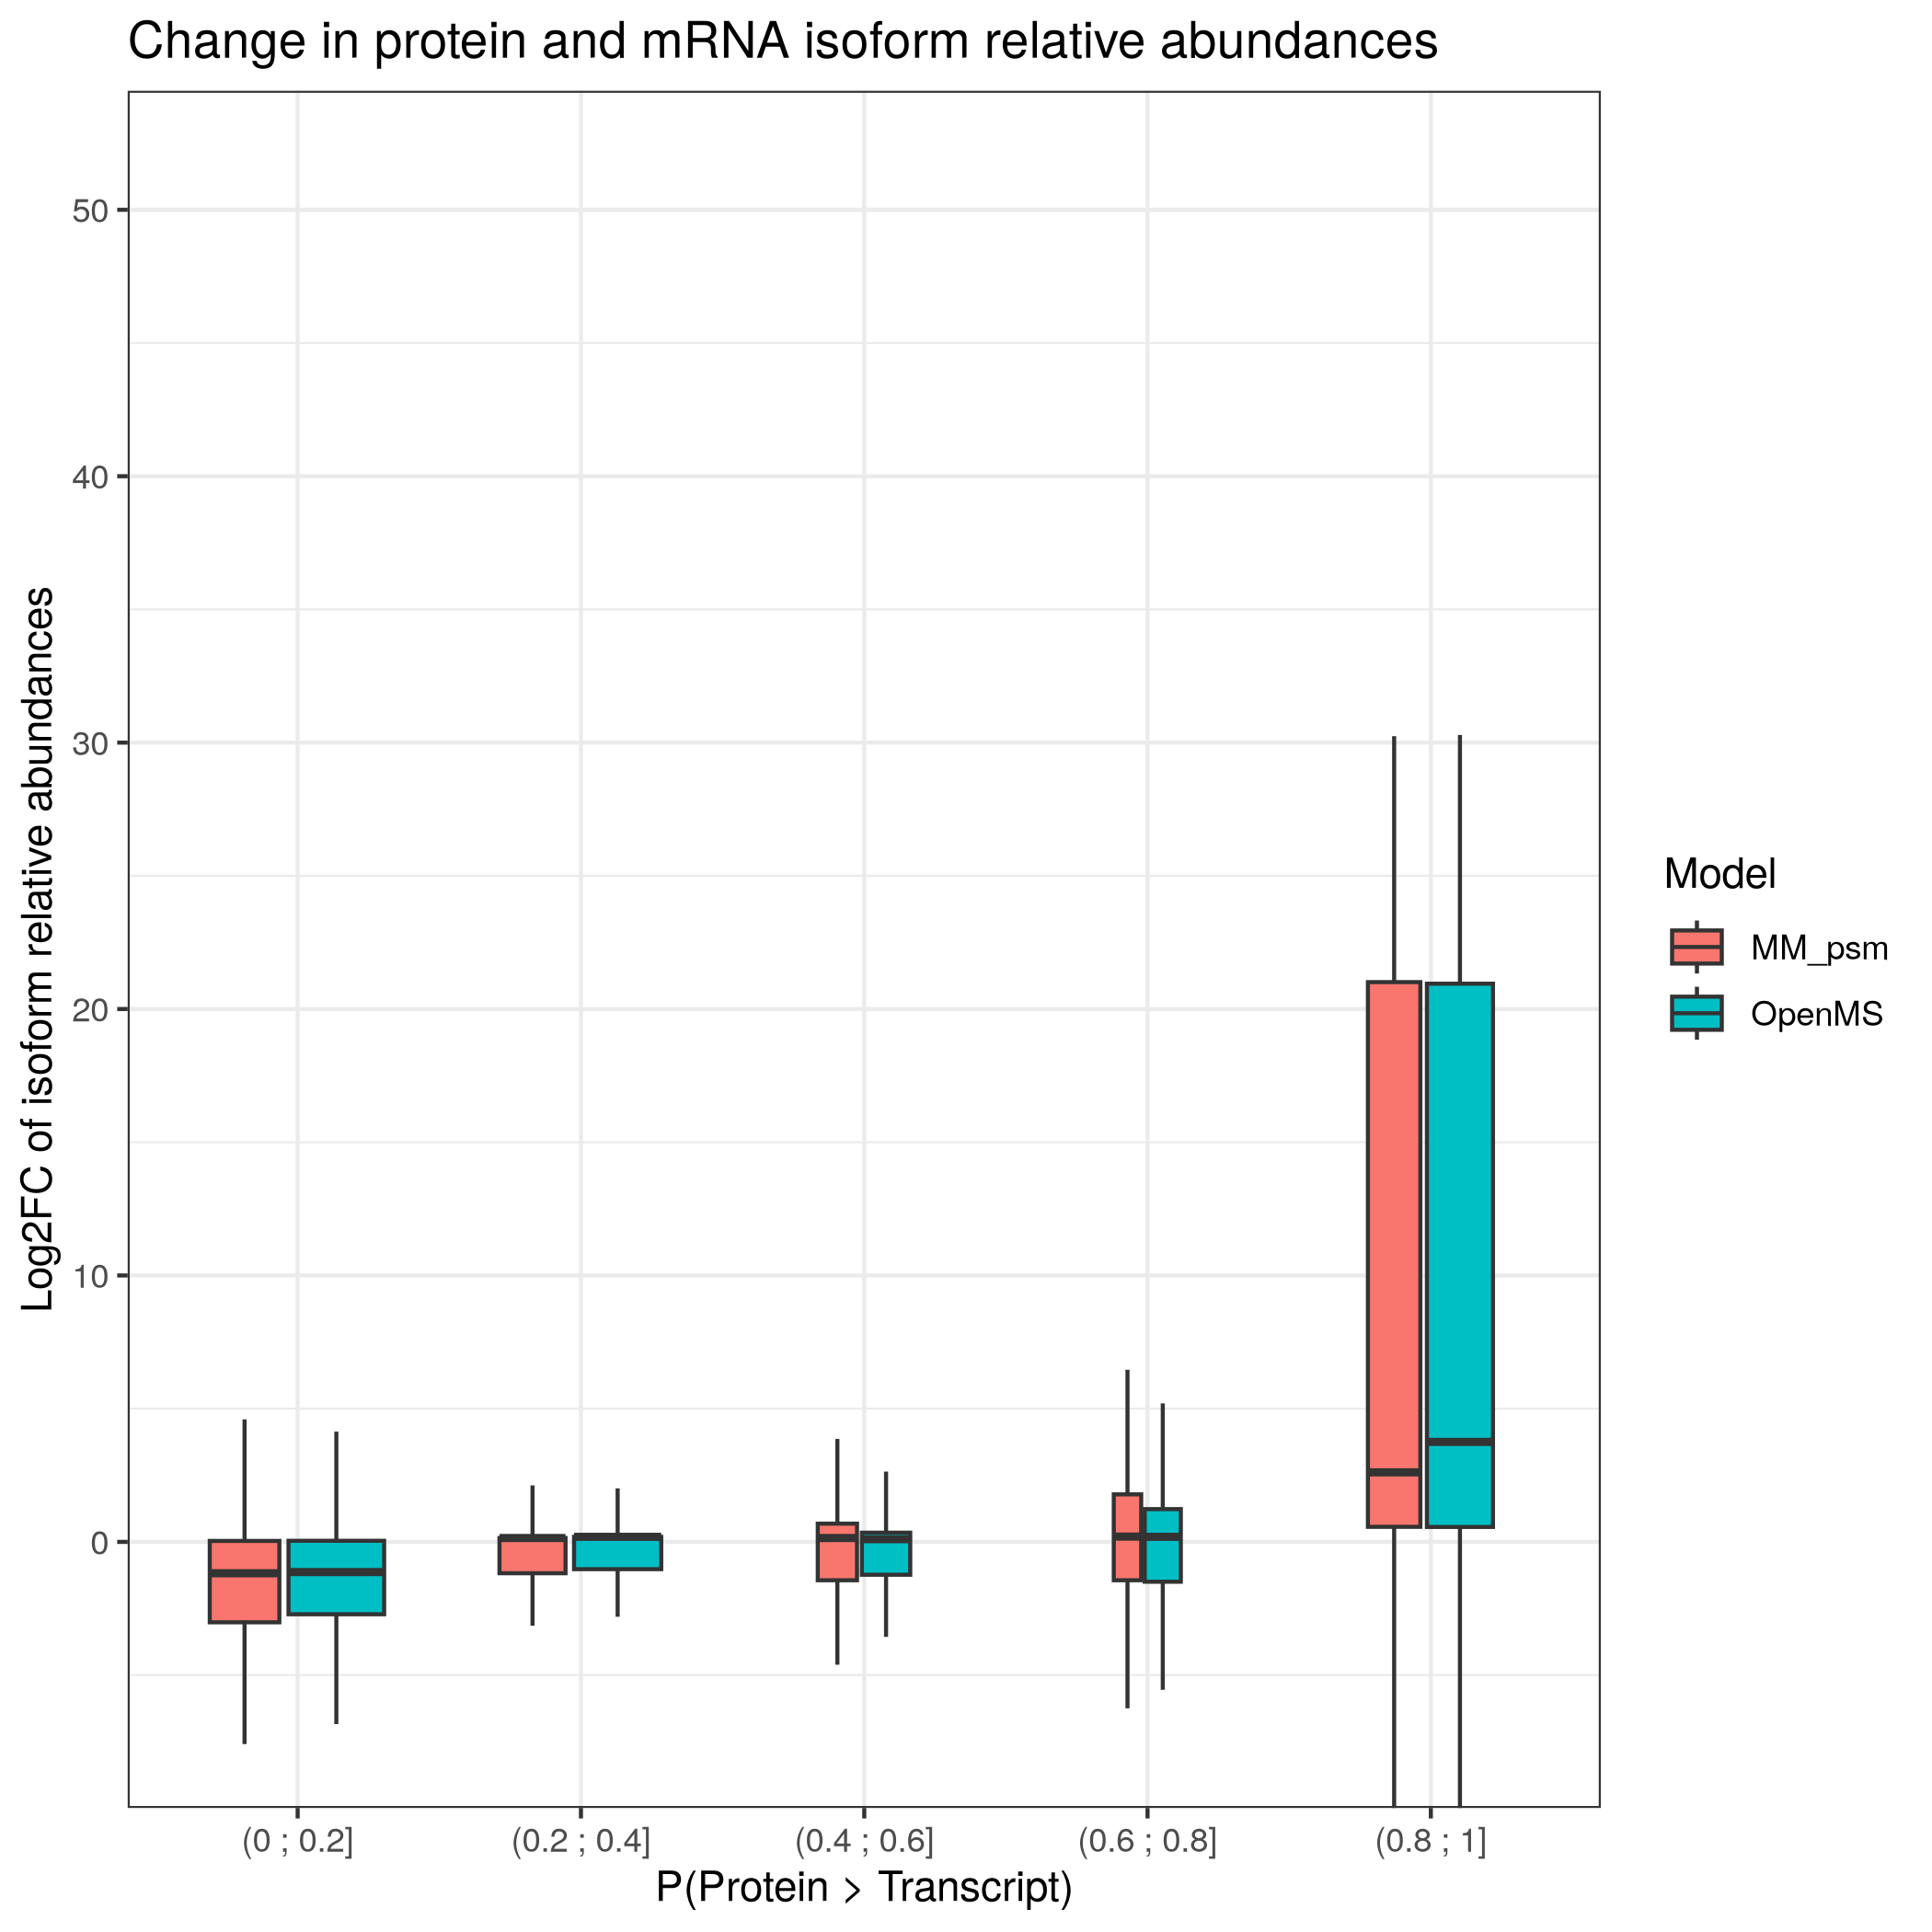 Change in protein and mRNA isoform relative abundances
Log2FC of isoform relative abundances
50
40
30
20
10
0
(0 ; 0.2]
(0.2 ; 0.4]
(0.4 ; 0.6]
(0.6 ; 0.8]
(0.8 ; 1]
P(Protein > Transcript)
Model
MM_psm
OpenMS